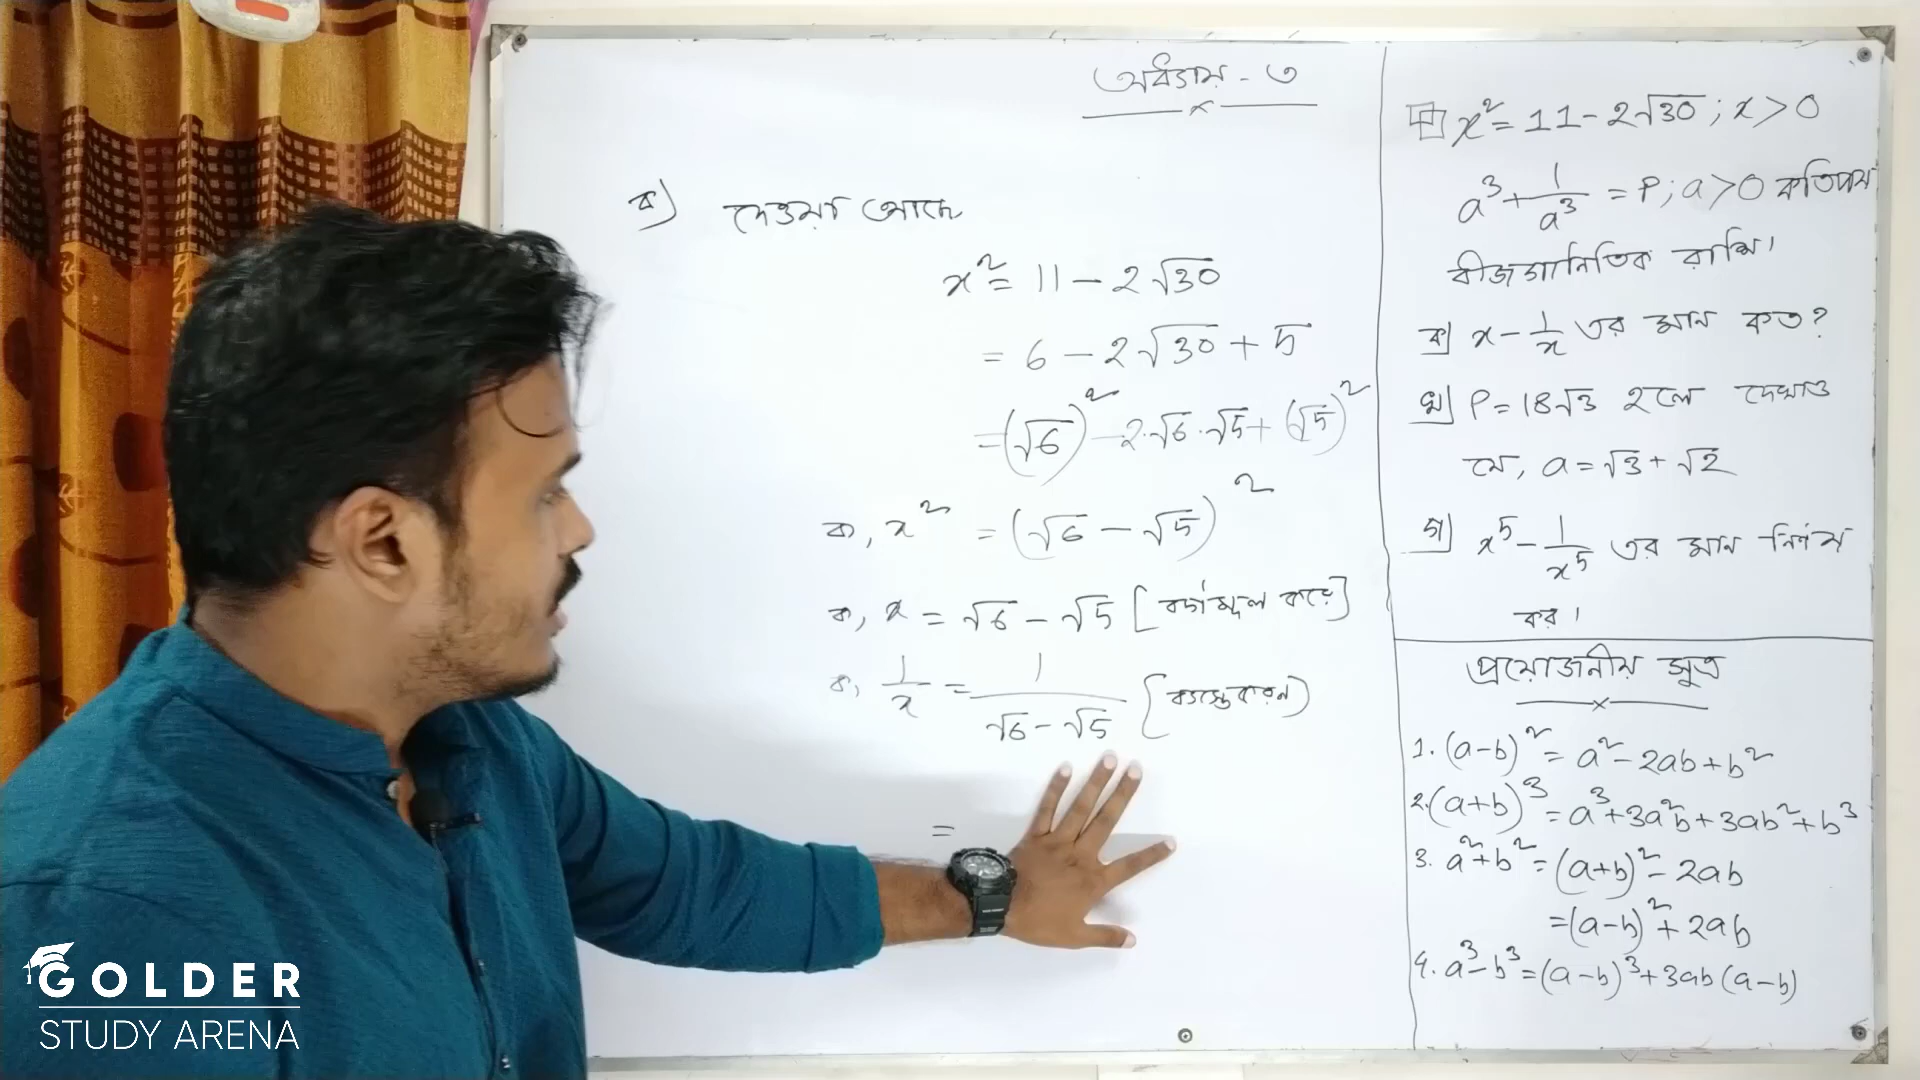 অধ্যায় - ৩
ক) দেওয়া আছে
x² = 11 - 2√30
= 6 - 2√30 + 5
= (√6)² - 2·√6·√5 + (√5)²
বা, x² = (√6 - √5)²
বা, x = √6 - √5 [বর্গমূল করে]
বা, 1/x = 1/(√6 - √5) [ব্যস্তকরন]
=
x² = 11 - 2√30 ; x > 0
a³ + 1/a³ = P ; a > 0 কতিপয়
বীজগানিতিক রাশি।
ক) x - 1/x এর মান কত?
খ) P = 18√3 হলে দেখাও
যে, a = √3 + √2
গ) x⁵ - 1/x⁵ এর মান নির্ণয়
কর।
প্রয়োজনীয় সুত্র
1. (a-b)² = a² - 2ab + b²
2. (a+b)³ = a³ + 3a²b + 3ab² + b³
3. a² + b² = (a+b)² - 2ab
= (a-b)² + 2ab
4. a³ - b³ = (a-b)³ + 3ab(a-b)
GOLDER
STUDY ARENA